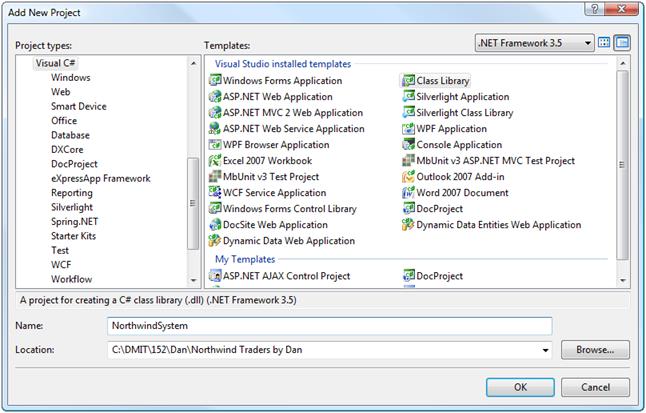 Add New Project
Project types:
Templates:
.NET Framework 3.5
Visual C#
Windows
Web
Smart Device
Office
Database
DXCore
DocProject
eXpressApp Framework
Reporting
Silverlight
Spring.NET
Starter Kits
Test
WCF
Workflow
Visual Studio installed templates
Windows Forms Application
Class Library
ASP.NET Web Application
Silverlight Application
ASP.NET MVC 2 Web Application
Silverlight Class Library
ASP.NET Web Service Application
WPF Application
WPF Browser Application
Console Application
Excel 2007 Workbook
MbUnit v3 ASP.NET MVC Test Project
MbUnit v3 Test Project
Outlook 2007 Add-in
WCF Service Application
Word 2007 Document
Windows Forms Control Library
DocProject
DocSite Web Application
Dynamic Data Entities Web Application
Dynamic Data Web Application
My Templates
ASP.NET AJAX Control Project
DocProject
A project for creating a C# class library (.dll) (.NET Framework 3.5)
Name:
NorthwindSystem
Location:
C:\DMIT\152\Dan\Northwind Traders by Dan
Browse...
OK
Cancel